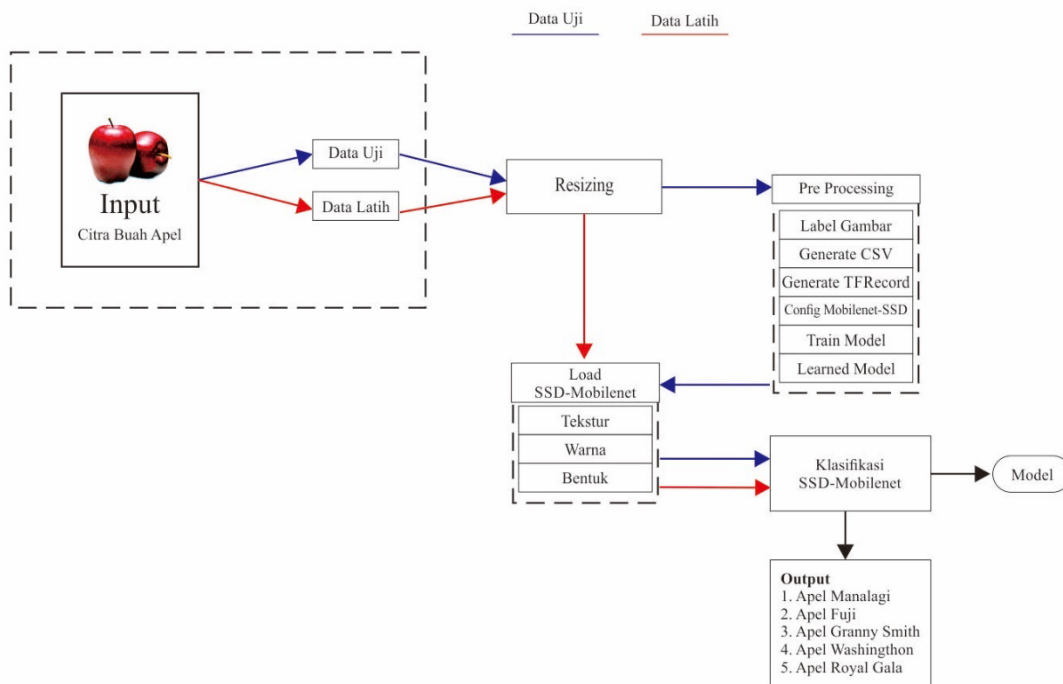 Data Uji
Data Latih
Input
Citra Buah Apel
Data Uji
Data Latih
Resizing
Pre Processing
Label Gambar
Generate CSV
Generate TFRecord
Config Mobilenet-SSD
Train Model
Learned Model
Load
SSD-Mobilenet
Tekstur
Warna
Bentuk
Klasifikasi
SSD-Mobilenet
Model
Output
1. Apel Manalagi
2. Apel Fuji
3. Apel Granny Smith
4. Apel Washingthon
5. Apel Royal Gala